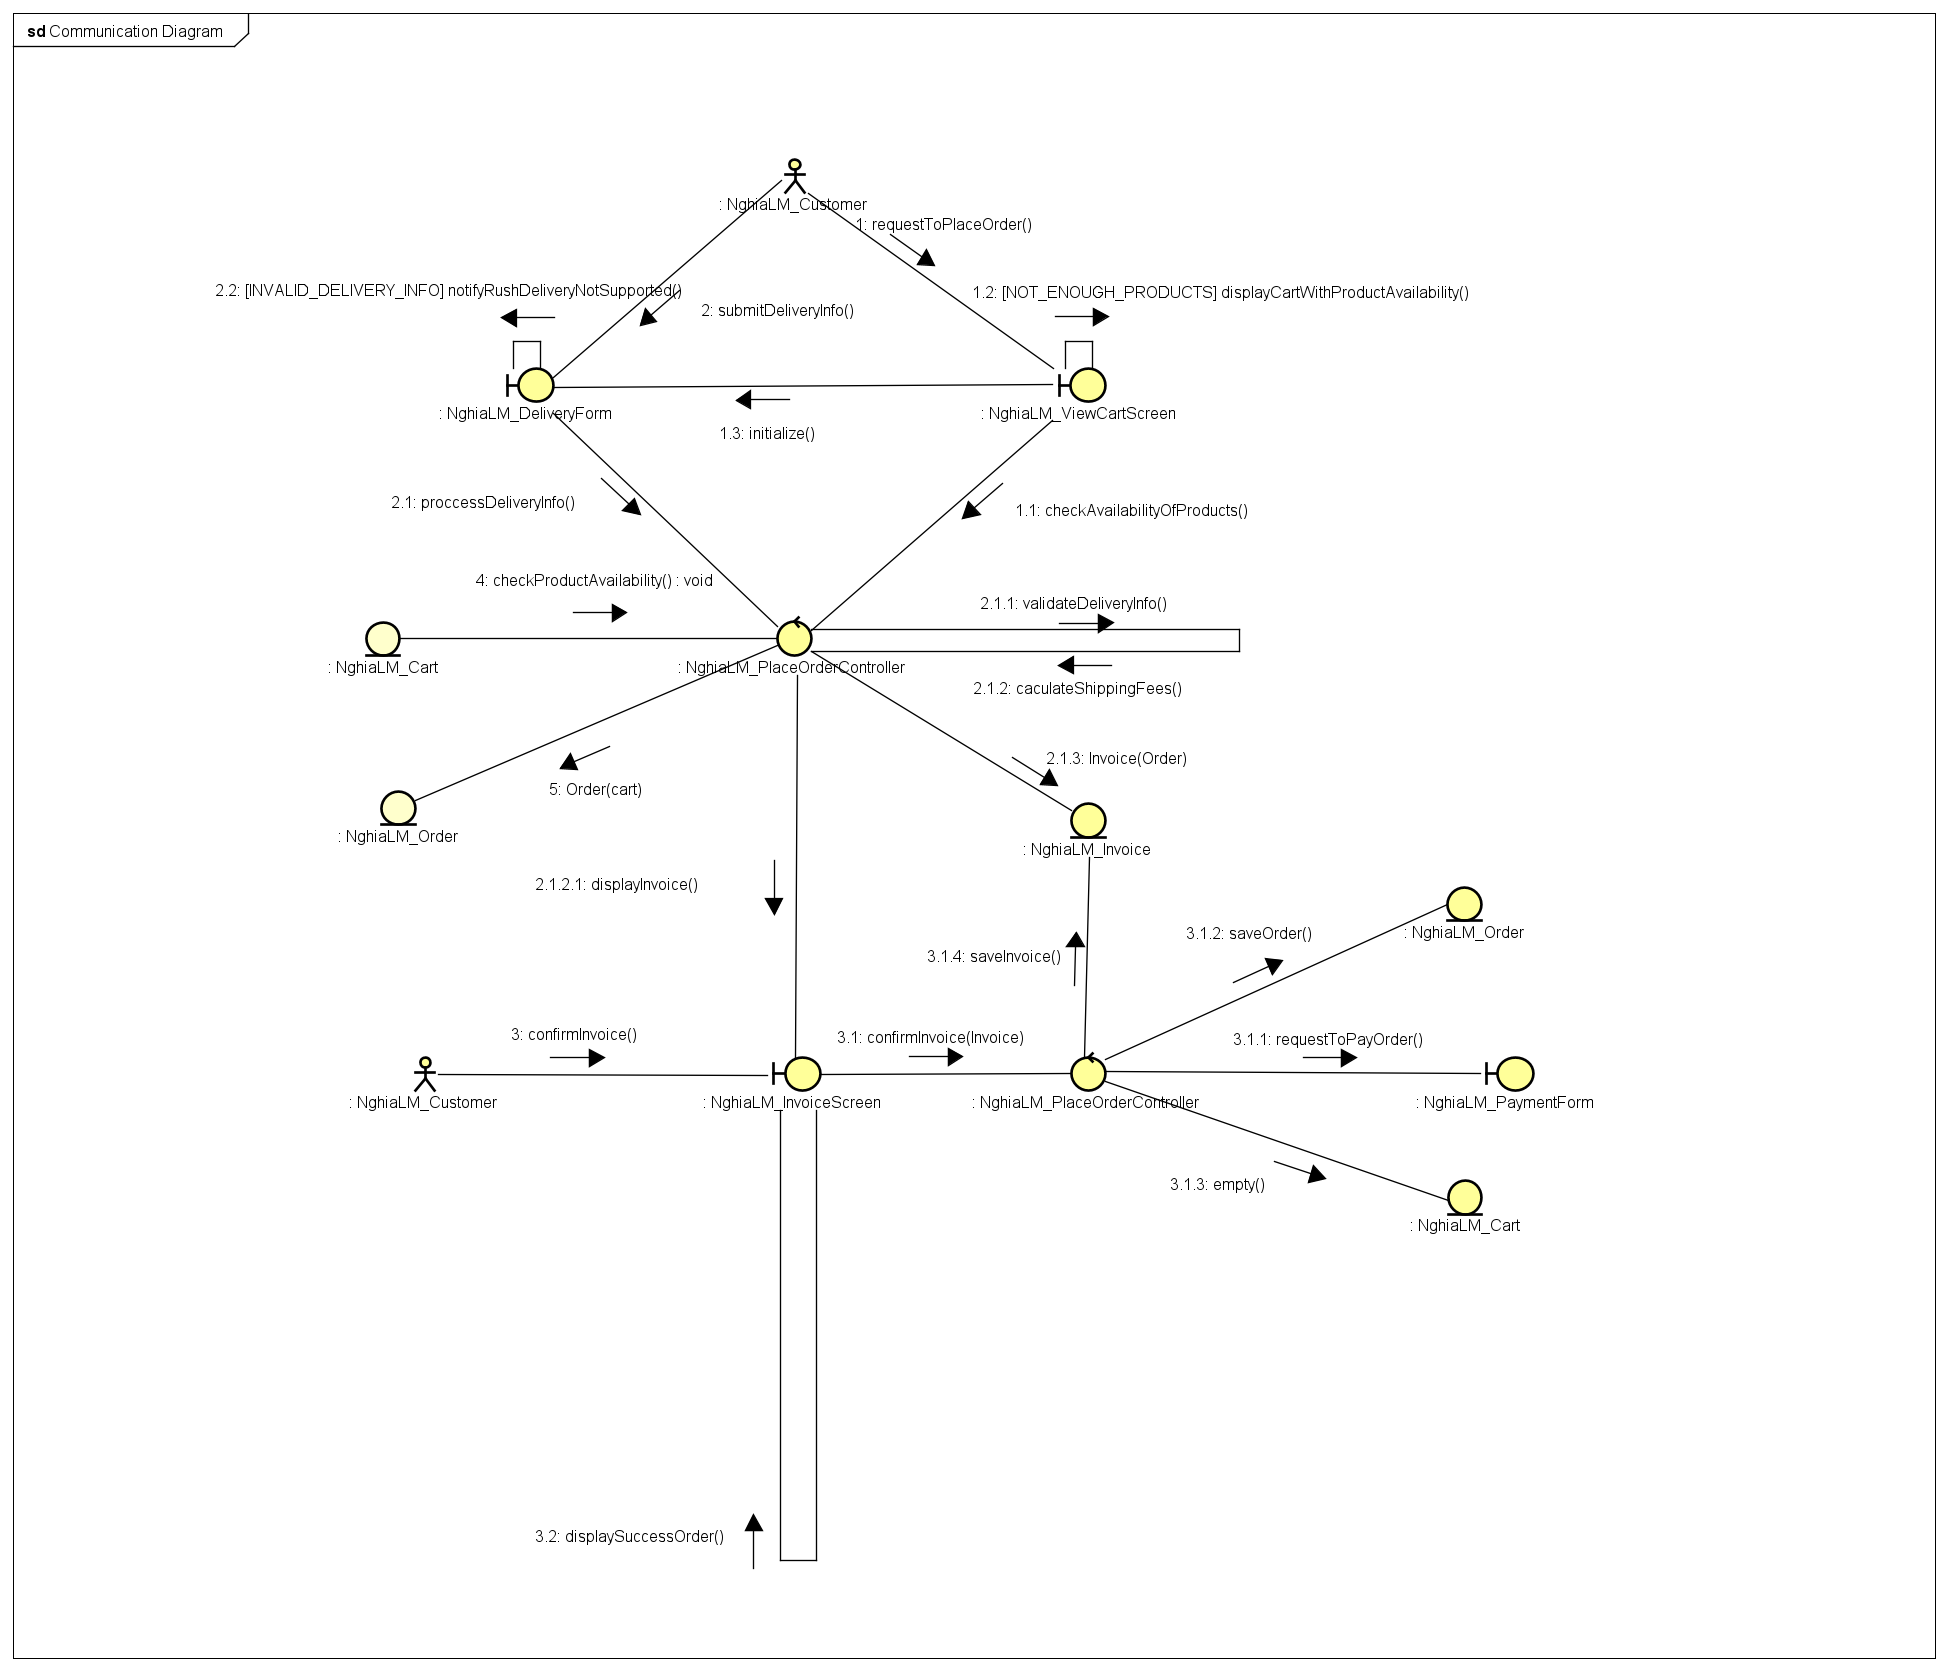 sd Communication Diagram
: NghiaLM_Customer
1: requestToPlaceOrder()
2.2: [INVALID_DELIVERY_INFO] notifyRushDeliveryNotSupported()
1.2: [NOT_ENOUGH_PRODUCTS] displayCartWithProductAvailability()
2: submitDeliveryInfo()
: NghiaLM_DeliveryForm
: NghiaLM_ViewCartScreen
1.3: initialize()
2.1: proccessDeliveryInfo()
1.1: checkAvailabilityOfProducts()
4: checkProductAvailability() : void
2.1.1: validateDeliveryInfo()
: NghiaLM_Cart
: NghiaLM_PlaceOrderController
2.1.2: caculateShippingFees()
2.1.3: Invoice(Order)
5: Order(cart)
: NghiaLM_Order
: NghiaLM_Invoice
2.1.2.1: displayInvoice()
3.1.2: saveOrder()
: NghiaLM_Order
3.1.4: saveInvoice()
3: confirmInvoice()
3.1: confirmInvoice(Invoice)
3.1.1: requestToPayOrder()
: NghiaLM_Customer
: NghiaLM_InvoiceScreen
: NghiaLM_PlaceOrderController
: NghiaLM_PaymentForm
3.1.3: empty()
: NghiaLM_Cart
3.2: displaySuccessOrder()